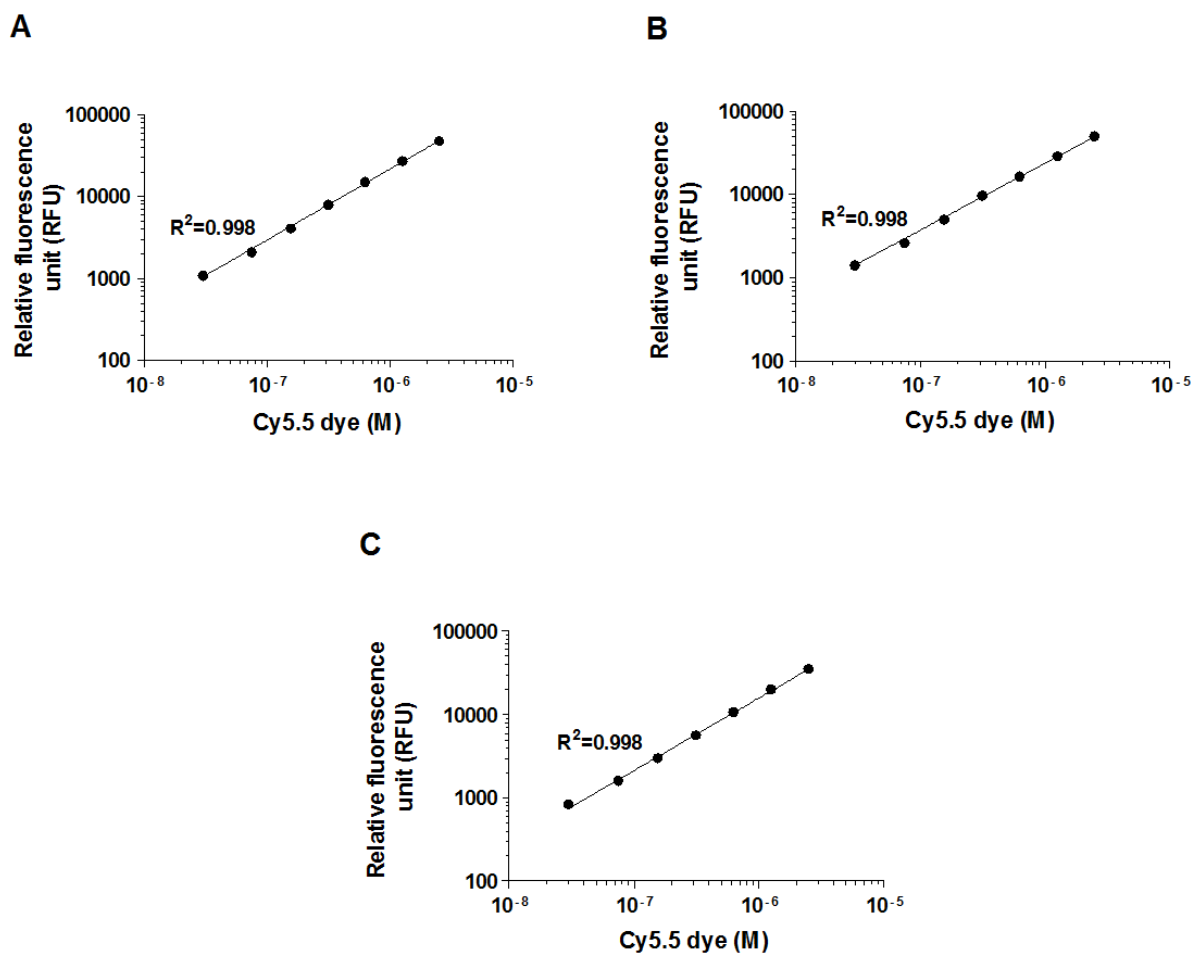 A
Relative fluorescence
unit (RFU)
100000
10000
1000
100
R²=0.998
10⁻⁸ 10⁻⁷ 10⁻⁶ 10⁻⁵
Cy5.5 dye (M)
B
Relative fluorescence
unit (RFU)
100000
10000
1000
100
R²=0.998
10⁻⁸ 10⁻⁷ 10⁻⁶ 10⁻⁵
Cy5.5 dye (M)
C
Relative fluorescence
unit (RFU)
100000
10000
1000
100
R²=0.998
10⁻⁸ 10⁻⁷ 10⁻⁶ 10⁻⁵
Cy5.5 dye (M)